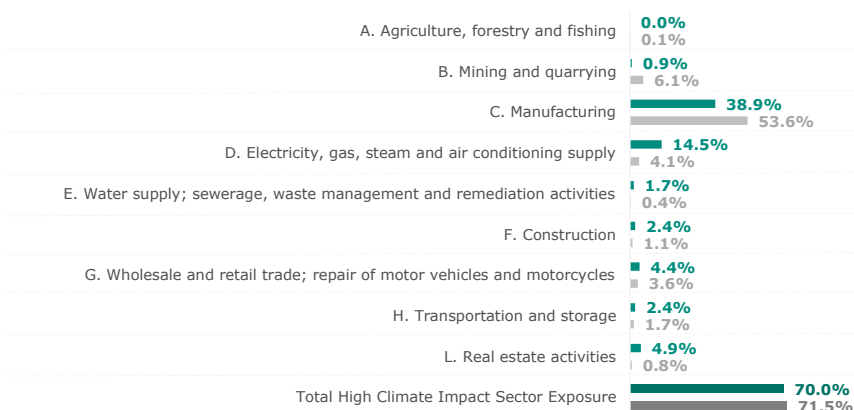 A. Agriculture, forestry and fishing
0.0%
0.1%
B. Mining and quarrying
0.9%
6.1%
C. Manufacturing
38.9%
53.6%
D. Electricity, gas, steam and air conditioning supply
14.5%
4.1%
E. Water supply; sewerage, waste management and remediation activities
1.7%
0.4%
F. Construction
2.4%
1.1%
G. Wholesale and retail trade; repair of motor vehicles and motorcycles
4.4%
3.6%
H. Transportation and storage
2.4%
1.7%
L. Real estate activities
4.9%
0.8%
Total High Climate Impact Sector Exposure
70.0%
71.5%